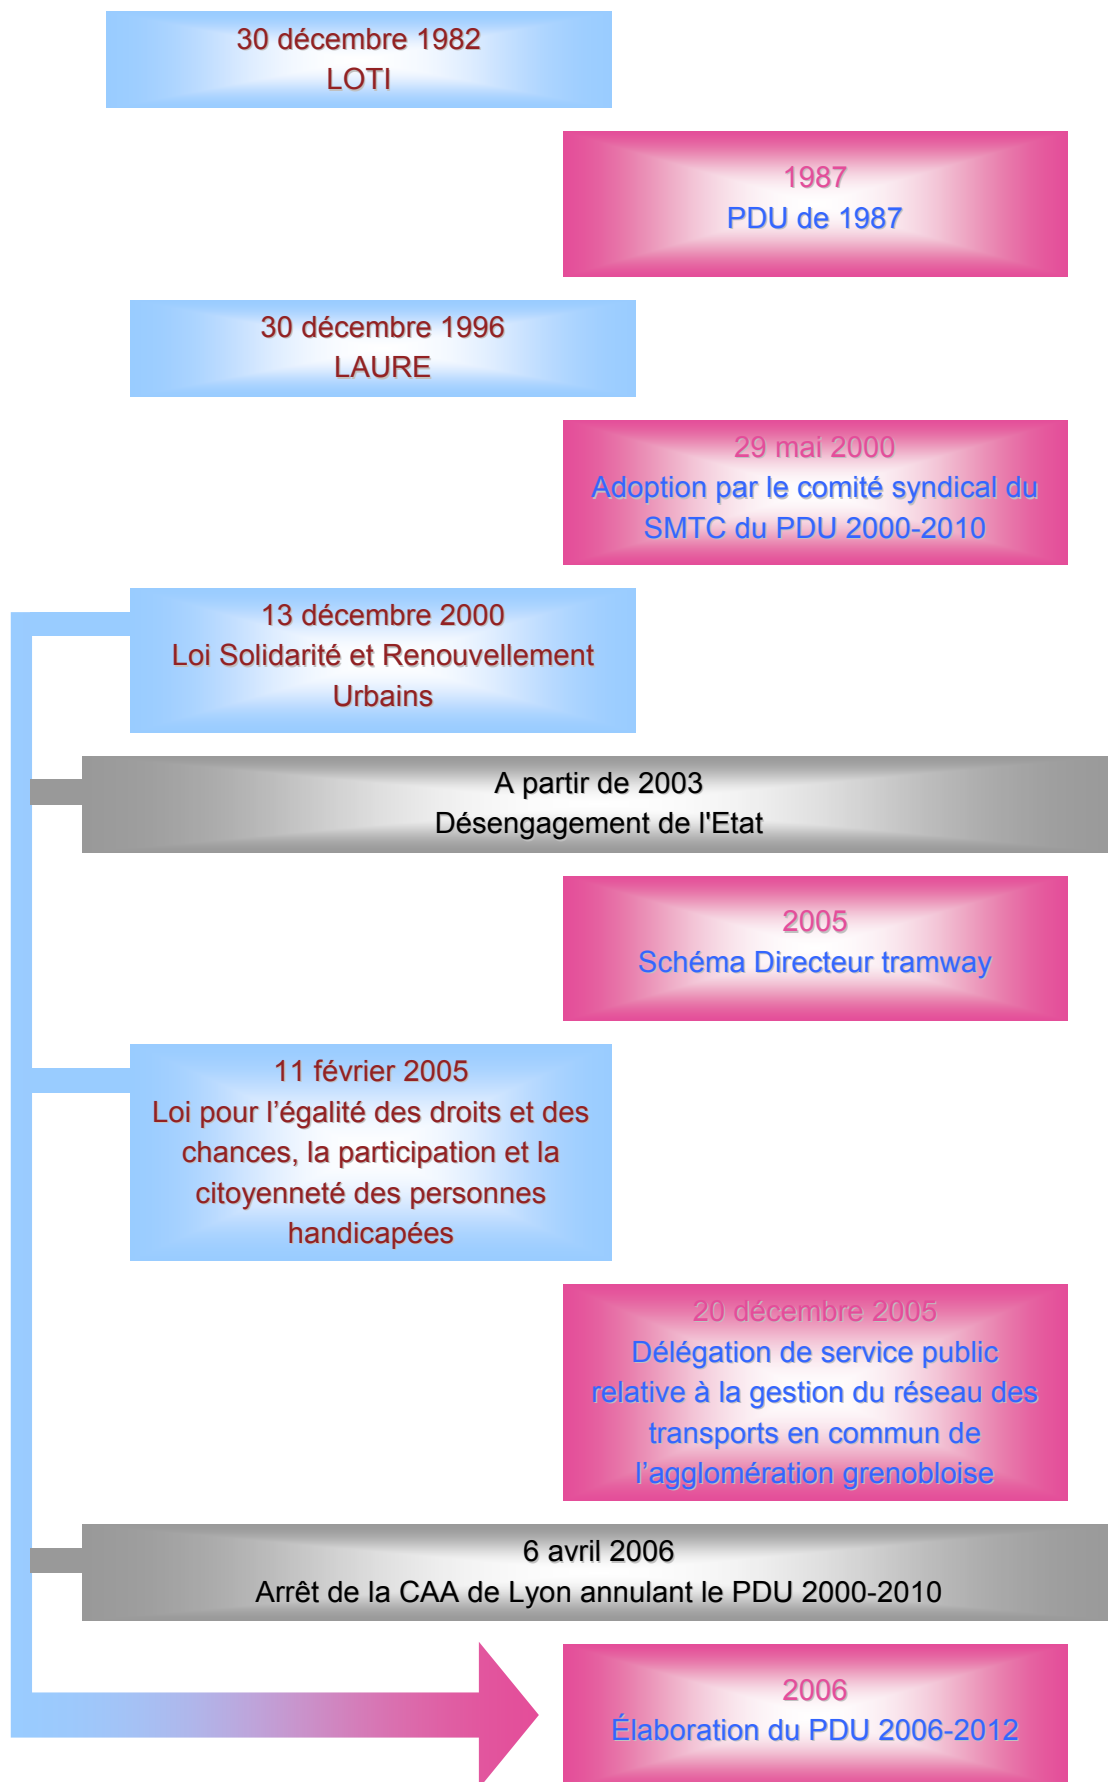 30 décembre 1982
LOTI
1987
PDU de 1987
30 décembre 1996
LAURE
29 mai 2000
Adoption par le comité syndical du
SMTC du PDU 2000-2010
13 décembre 2000
Loi Solidarité et Renouvellement
Urbains
A partir de 2003
Désengagement de l'Etat
2005
Schéma Directeur tramway
11 février 2005
Loi pour l’égalité des droits et des
chances, la participation et la
citoyenneté des personnes
handicapées
20 décembre 2005
Délégation de service public
relative à la gestion du réseau des
transports en commun de
l’agglomération grenobloise
6 avril 2006
Arrêt de la CAA de Lyon annulant le PDU 2000-2010
2006
Élaboration du PDU 2006-2012